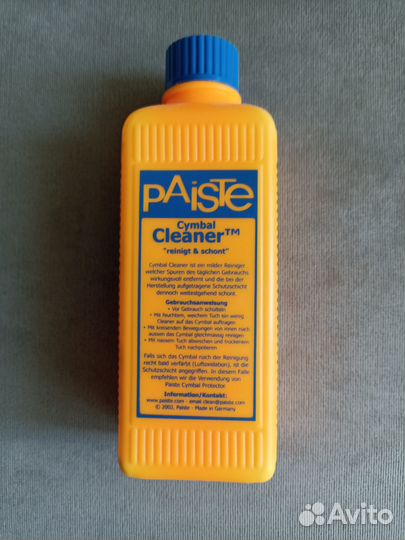 PAiSTe
Cymbal
Cleaner™
"reinigt & schont"
Cymbal Cleaner ist ein milder Reiniger
welcher Spuren des täglichen Gebrauchs
wirkungsvoll entfernt und die bei der
Herstellung aufgetragene Schutzschicht
dennoch weitestgehend schont.
Gebrauchsanweisung
• Vor Gebrauch schütteln
• Mit feuchtem, weichem Tuch ein wenig
Cleaner auf das Cymbal auftragen
• Mit kreisenden Bewegungen von innen nach
aussen das Cymbal gleichmässig reinigen
• Mit nassem Tuch abwischen und trockenem
Tuch nachpolieren
Falls sich das Cymbal nach der Reinigung
recht bald verfärbt (Luftoxidation), ist die
Schutzschicht angegriffen. In diesem Falle
empfehlen wir die Verwendung von
Paiste Cymbal Protector.
Information/Kontakt:
www.paiste.com - email clean@paiste.com
© 2002, Paiste - Made in Germany
Avito